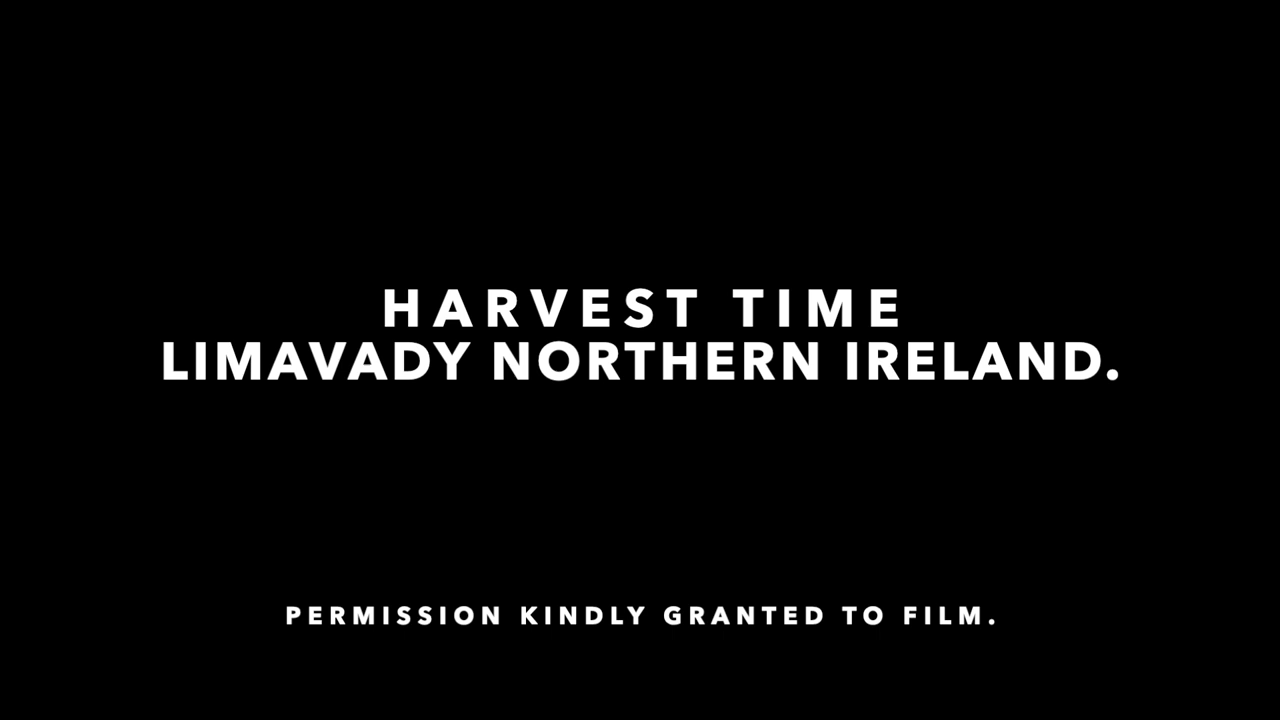 HARVEST TIME
LIMAVADY NORTHERN IRELAND.
PERMISSION KINDLY GRANTED TO FILM.